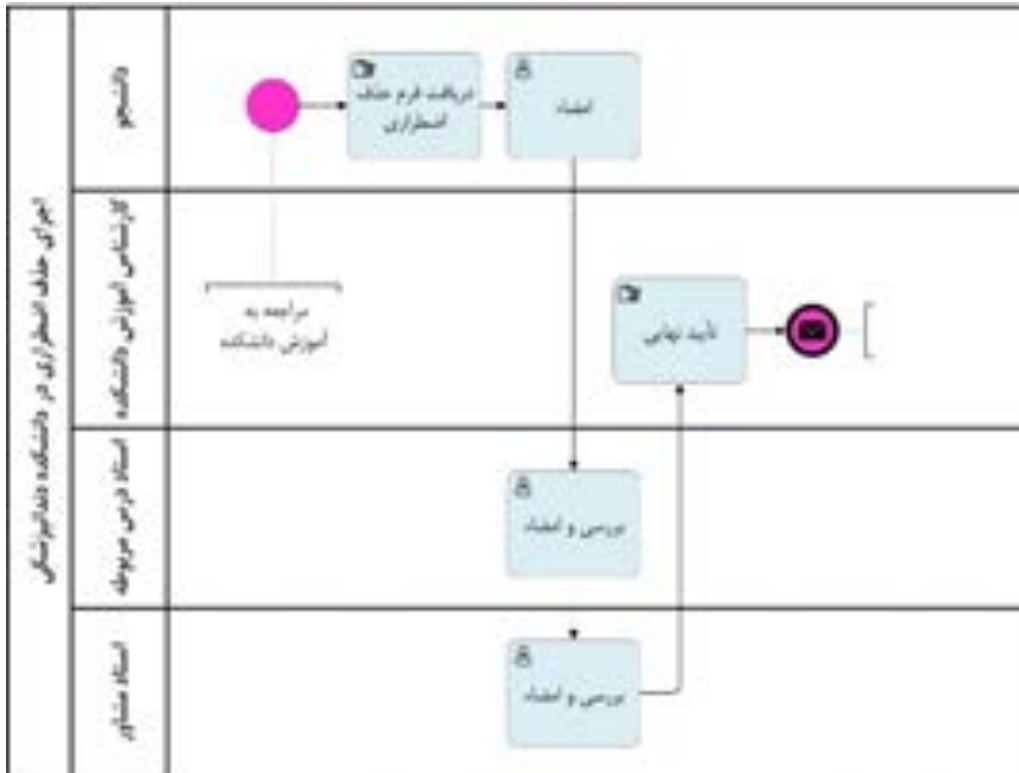 اجرای حذف اضطراری در دانشکده دندانپزشکی
دانشجو
دریافت فرم حذف
اضطراری
امضاء
کارشناس آموزش دانشکده
مراجعه به
آموزش دانشکده
تأیید نهایی
استاد درس مربوطه
بررسی و امضاء
استاد مشاور
بررسی و امضاء